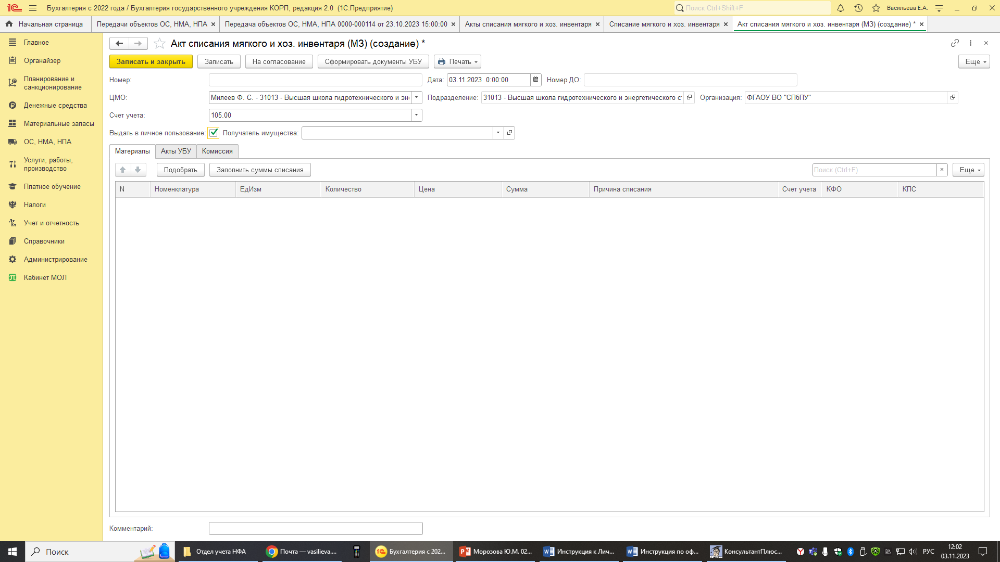 Бухгалтерия с 2022 года / Бухгалтерия государственного учреждения КОРП, редакция 2.0 (1С:Предприятие)
Поиск Ctrl+Shift+F
Васильева Е.А.
Начальная страница
Передачи объектов ОС, НМА, НПА
Передача объектов ОС, НМА, НПА 0000-000114 от 23.10.2023 15:00:00
Акты списания мягкого и хоз. инвентаря
Списание мягкого и хоз. инвентаря
Акт списания мягкого и хоз. инвентаря (МЗ) (создание) *
Главное
Органайзер
Планирование и
санкционирование
Денежные средства
Материальные запасы
ОС, НМА, НПА
Услуги, работы,
производство
Платное обучение
Налоги
Учет и отчетность
Справочники
Администрирование
Кабинет МОЛ
Акт списания мягкого и хоз. инвентаря (МЗ) (создание) *
Записать и закрыть
Записать
На согласование
Сформировать документы УБУ
Печать
Еще
Номер:
Дата: 03.11.2023 0:00:00
Номер ДО:
ЦМО: Милеев Ф. С. - 31013 - Высшая школа гидротехнического и эне
Подразделение: 31013 - Высшая школа гидротехнического и энергетического с
Организация: ФГАОУ ВО "СПбПУ"
Счет учета: 105.00
Выдать в личное пользование:
Получатель имущества:
Материалы
Акты УБУ
Комиссия
Подобрать
Заполнить суммы списания
Поиск (Ctrl+F)
Еще
N
Номенклатура
ЕдИзм
Количество
Цена
Сумма
Причина списания
Счет учета
КФО
КПС
Комментарий:
Поиск
Отдел учета НФА
Почта — vasilieva....
Бухгалтерия с 202...
Морозова Ю.М. 02...
Инструкция к Лич...
Инструкция по оф...
КонсультантПлюс...
РУС
12:02
03.11.2023